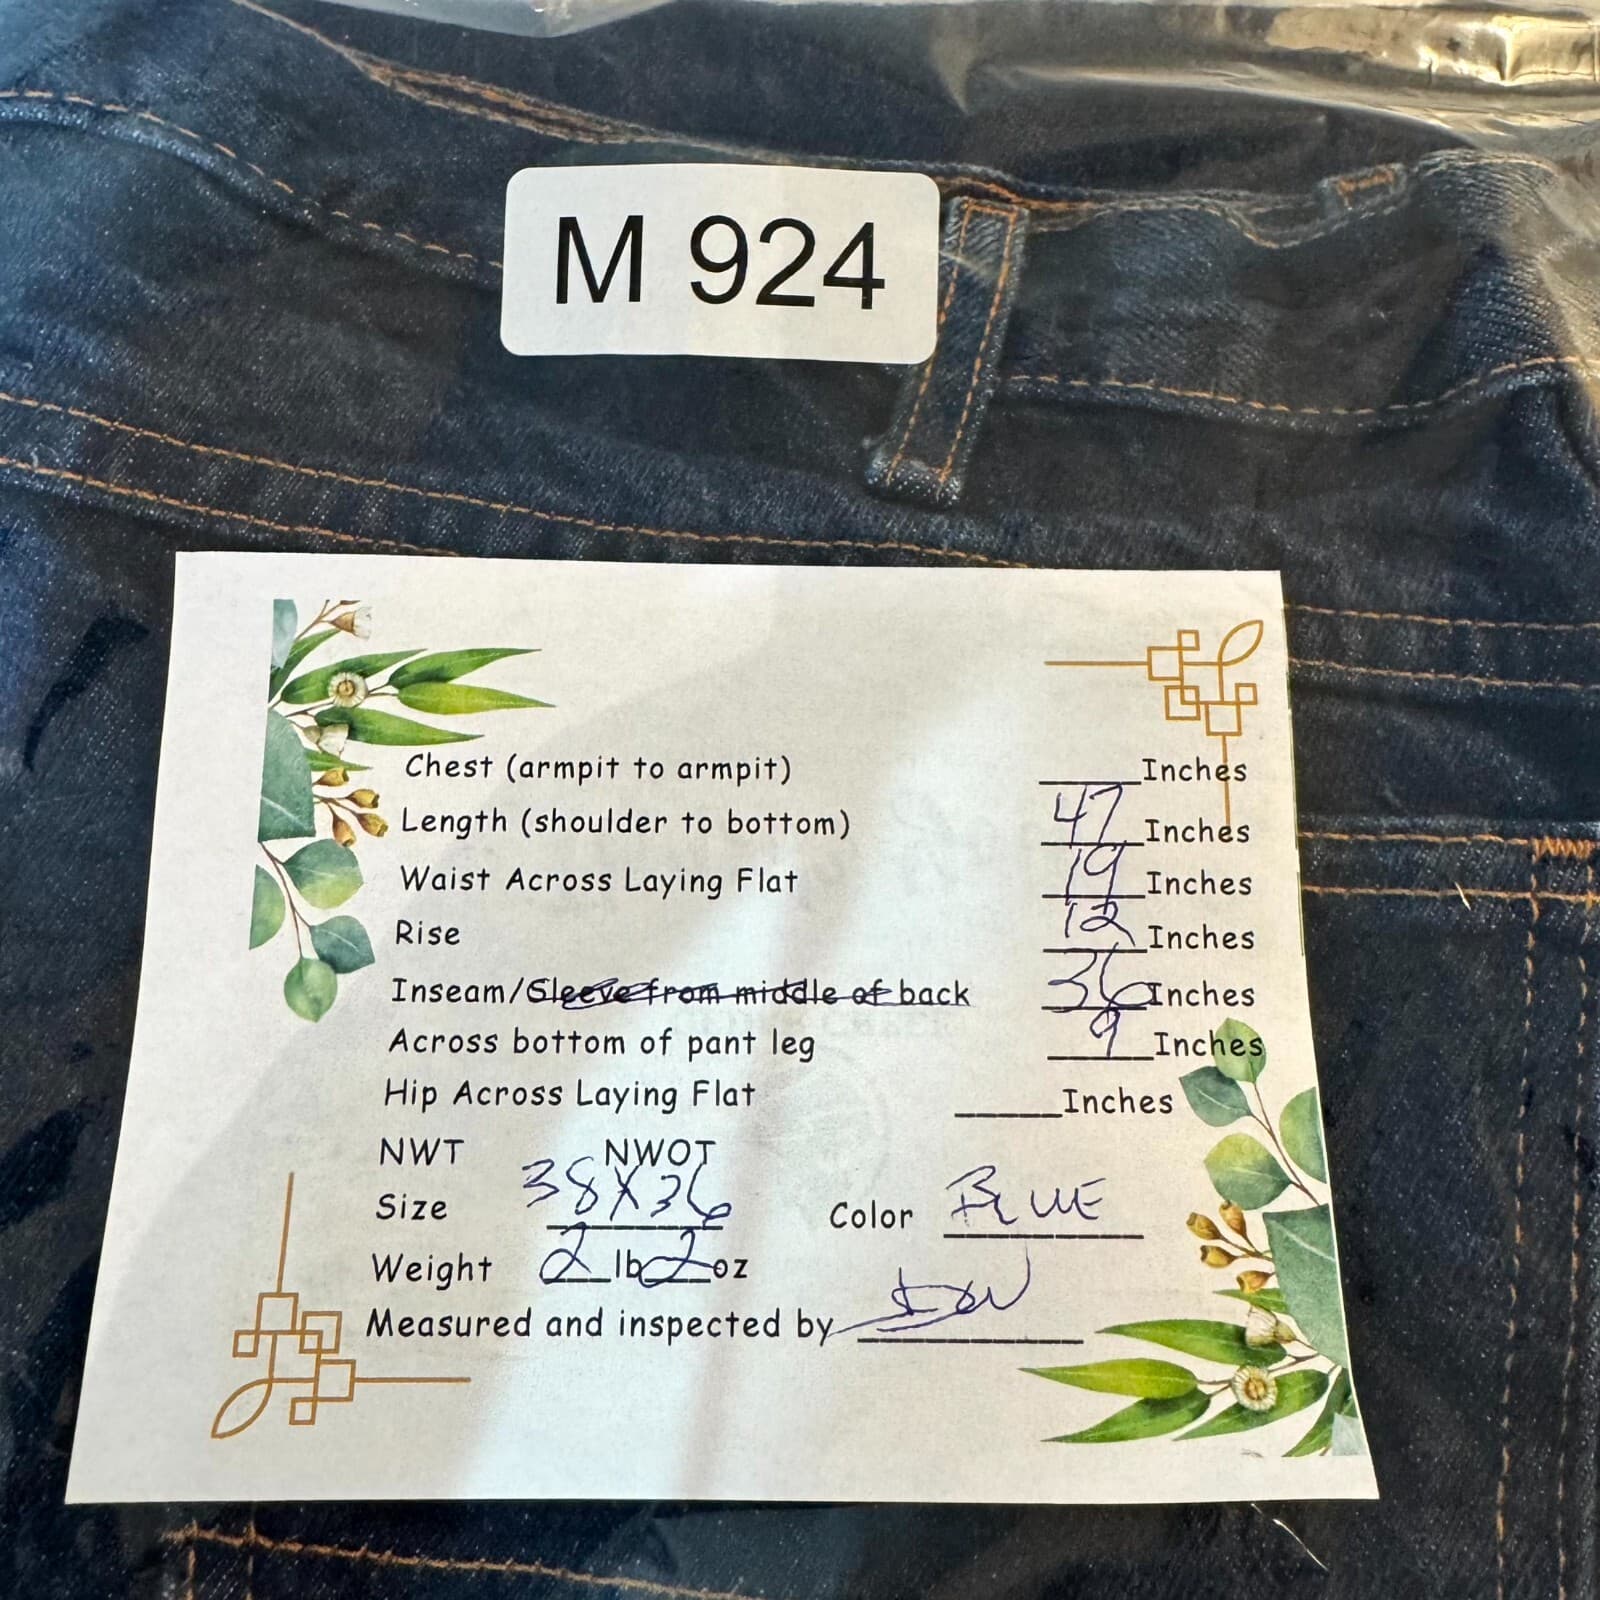 M 924
Chest (armpit to armpit) ____Inches
Length (shoulder to bottom) 47 Inches
Waist Across Laying Flat 19 Inches
Rise 12 Inches
Inseam/Sleeve from middle of back 36 Inches
Across bottom of pant leg 9 Inches
Hip Across Laying Flat ____Inches
NWT NWOT
Size 38X36 Color BLUE
Weight 2 lb 2 oz
Measured and inspected by